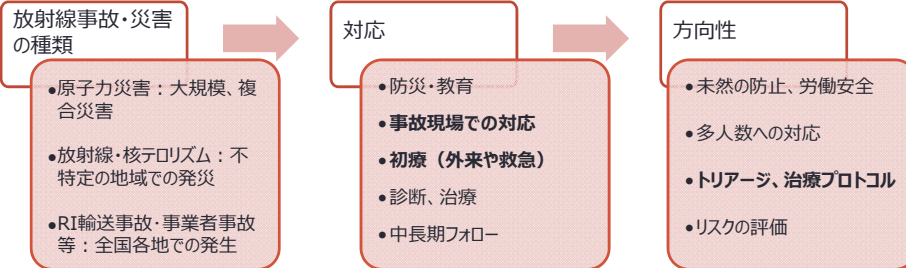 放射線事故・災害
の種類
●原子力災害：大規模、複
合災害
●放射線・核テロリズム：不
特定の地域での発災
●RI輸送事故・事業者事故
等：全国各地での発生
対応
●防災・教育
●事故現場での対応
●初療（外来や救急）
●診断、治療
●中長期フォロー
方向性
●未然の防止、労働安全
●多人数への対応
●トリアージ、治療プロトコル
●リスクの評価